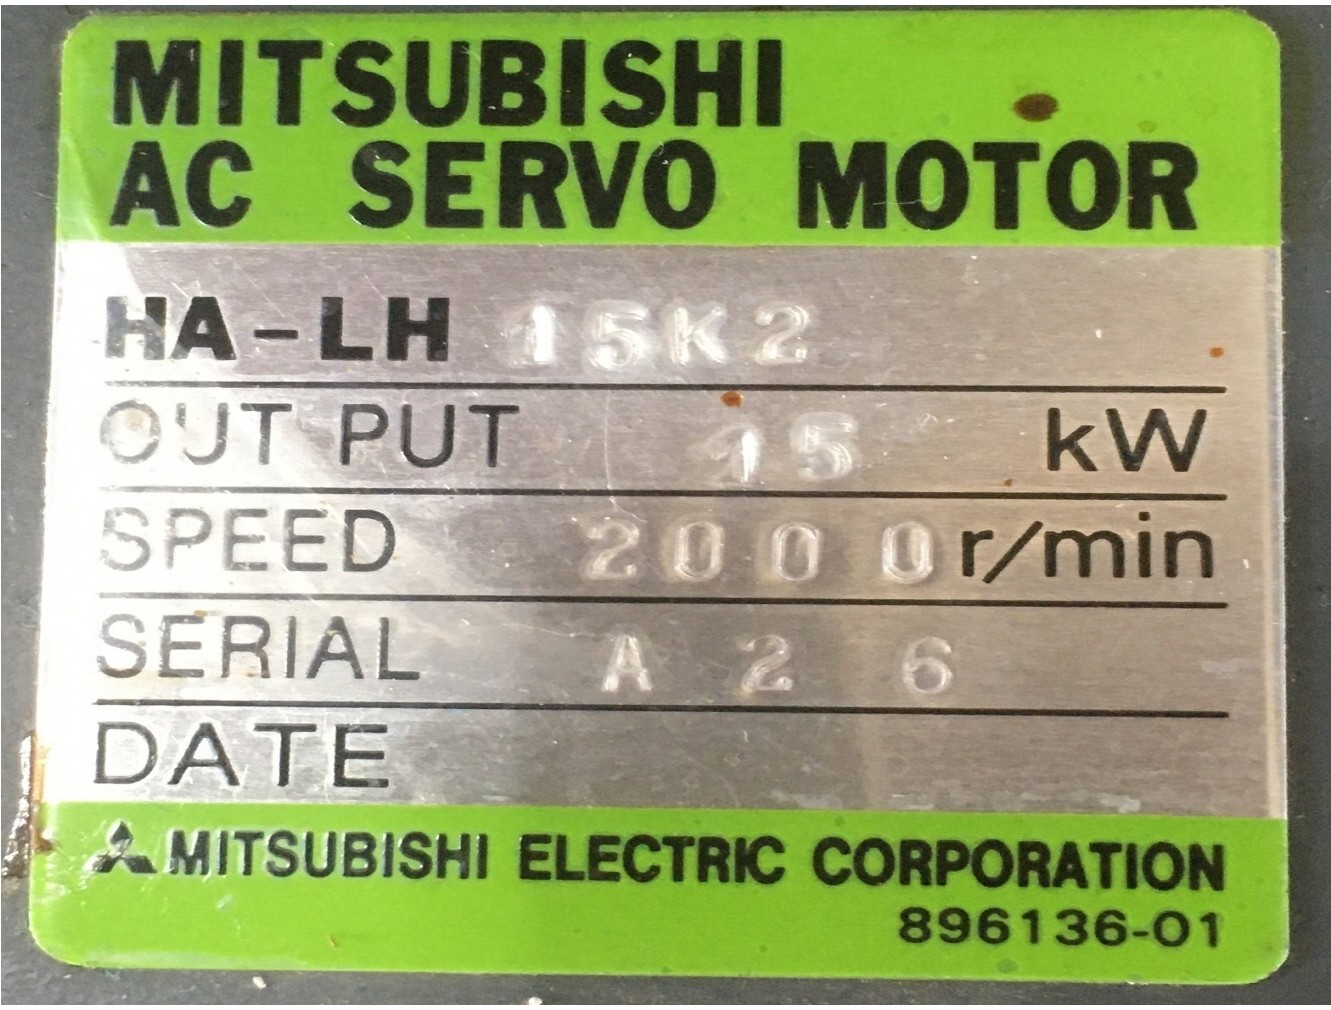 MITSUBISHI
AC SERVO MOTOR
HA-LH 15K2
OUT PUT 15 kW
SPEED 2000 r/min
SERIAL A 2 6
DATE
MITSUBISHI ELECTRIC CORPORATION
896136-01